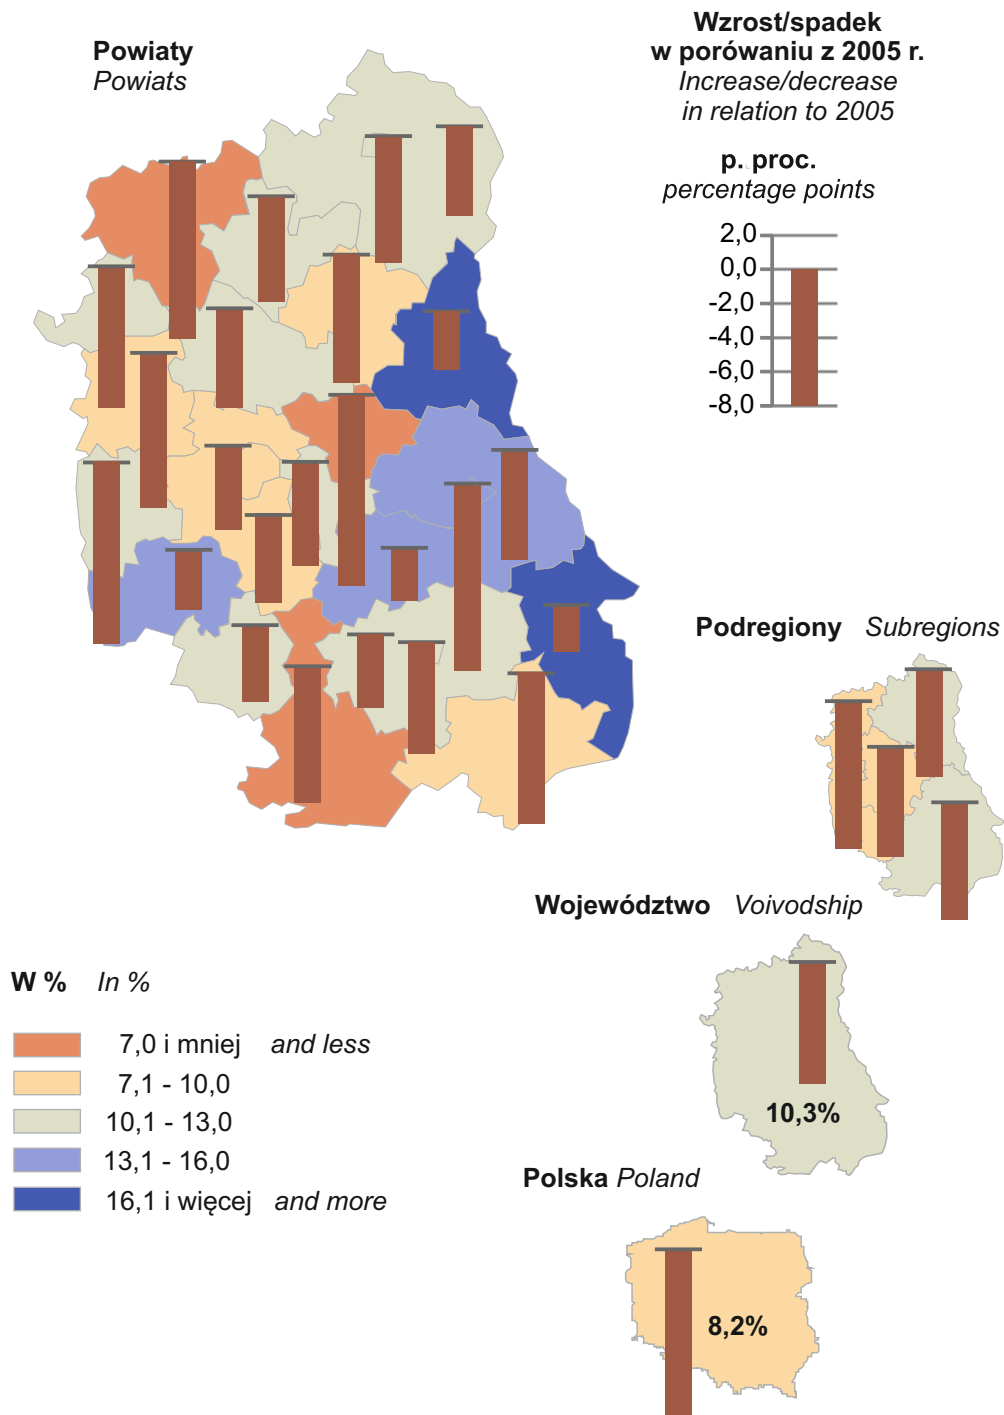 Powiaty
Powiats
Wzrost/spadek
w porówaniu z 2005 r.
Increase/decrease
in relation to 2005
p. proc.
percentage points
2,0
0,0
-2,0
-4,0
-6,0
-8,0
Podregiony Subregions
Województwo Voivodship
10,3%
W % In %
7,0 i mniej and less
7,1 - 10,0
10,1 - 13,0
13,1 - 16,0
16,1 i więcej and more
Polska Poland
8,2%